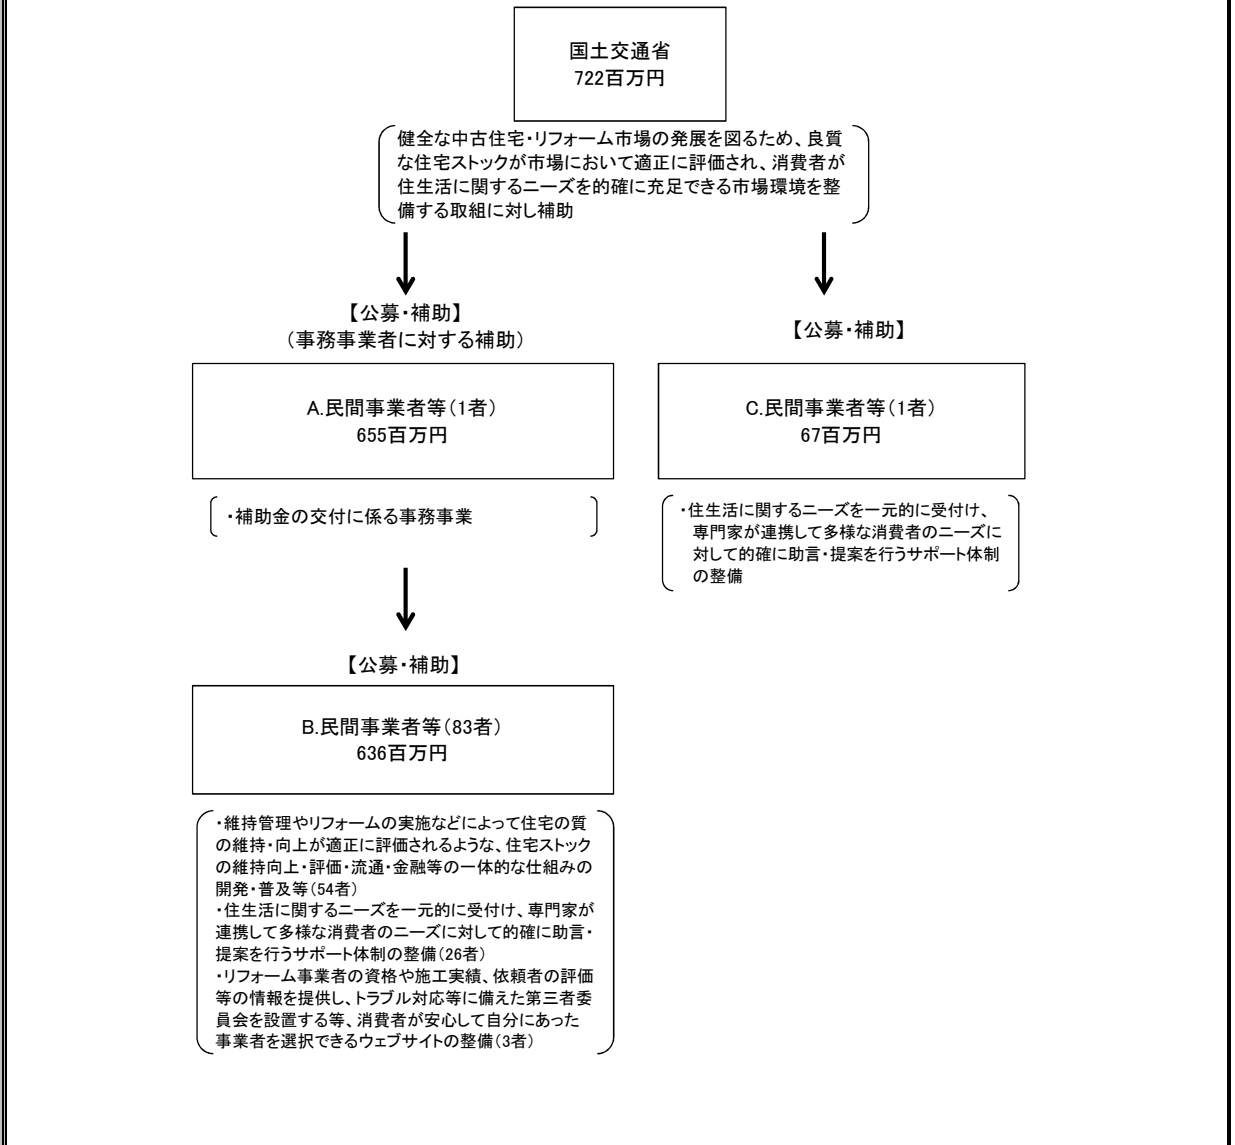 国土交通省
722百万円
健全な中古住宅・リフォーム市場の発展を図るため、良質
な住宅ストックが市場において適正に評価され、消費者が
住生活に関するニーズを的確に充足できる市場環境を整
備する取組に対し補助
【公募・補助】
（事務事業者に対する補助）
A.民間事業者等（1者）
655百万円
・補助金の交付に係る事務事業
【公募・補助】
C.民間事業者等（1者）
67百万円
・住生活に関するニーズを一元的に受付け、
専門家が連携して多様な消費者のニーズに
対して的確に助言・提案を行うサポート体制
の整備
【公募・補助】
B.民間事業者等（83者）
636百万円
・維持管理やリフォームの実施などによって住宅の質
の維持・向上が適正に評価されるような、住宅ストック
の維持向上・評価・流通・金融等の一体的な仕組みの
開発・普及等（54者）
・住生活に関するニーズを一元的に受付け、専門家が
連携して多様な消費者のニーズに対して的確に助言・
提案を行うサポート体制の整備（26者）
・リフォーム事業者の資格や施工実績、依頼者の評価
等の情報を提供し、トラブル対応等に備えた第三者委
員会を設置する等、消費者が安心して自分にあった
事業者を選択できるウェブサイトの整備（3者）